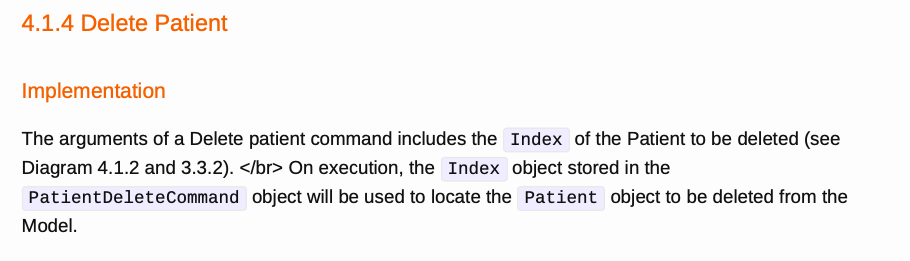 4.1.4 Delete Patient
Implementation
The arguments of a Delete patient command includes the Index of the Patient to be deleted (see
Diagram 4.1.2 and 3.3.2). </br> On execution, the Index object stored in the
PatientDeleteCommand object will be used to locate the Patient object to be deleted from the
Model.